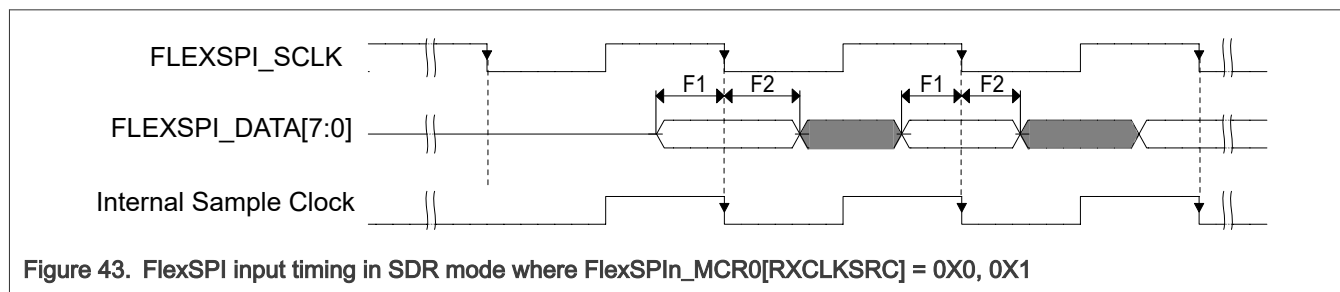 FLEXSPI_SCLK
F1 F2 F1 F2
FLEXSPI_DATA[7:0]
Internal Sample Clock
Figure 43. FlexSPI input timing in SDR mode where FlexSPIn_MCR0[RXCLKSRC] = 0X0, 0X1